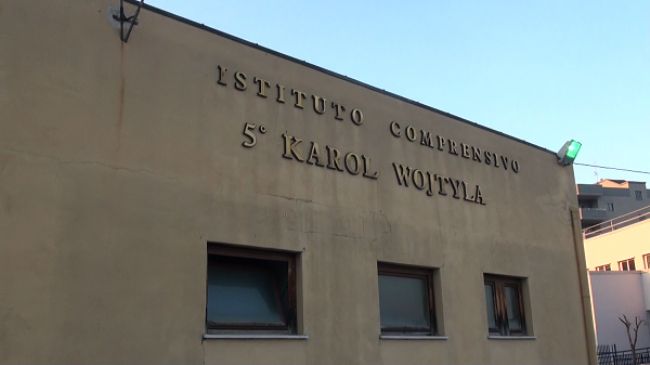 ISTITUTO COMPRENSIVO
5° KAROL WOJTYLA